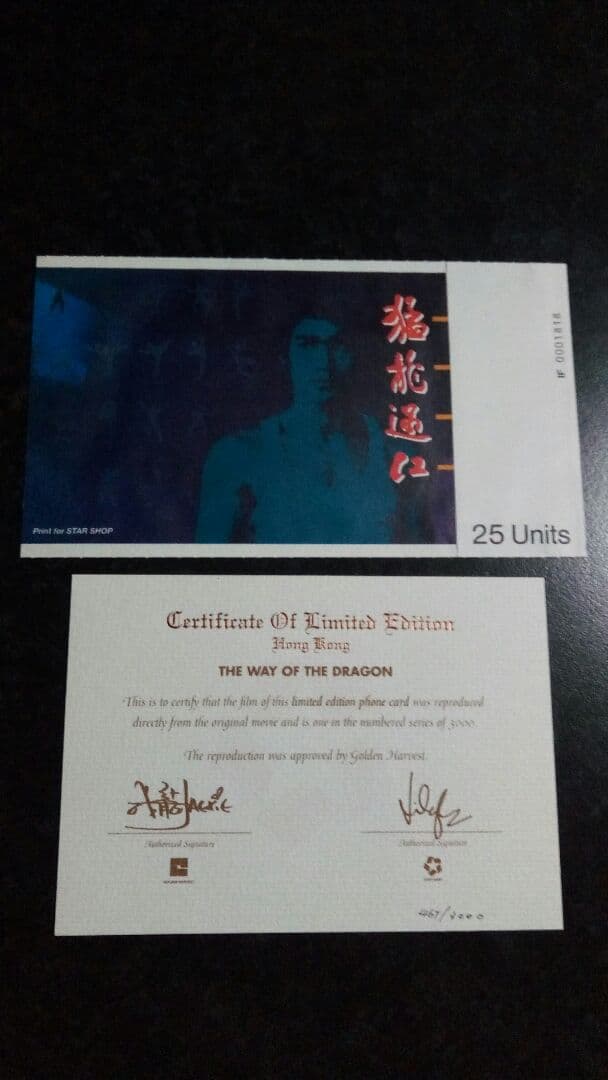 猛龍過江
IF 0001818
Print for STAR SHOP
25 Units
Certificate Of Limited Edition
Hong Kong
THE WAY OF THE DRAGON
This is to certify that the film of this limited edition phone card was reproduced
directly from the original movie and is one in the numbered series of 3000.
The reproduction was approved by Golden Harvest.
Authorized Signature
Authorized Signature
/3000